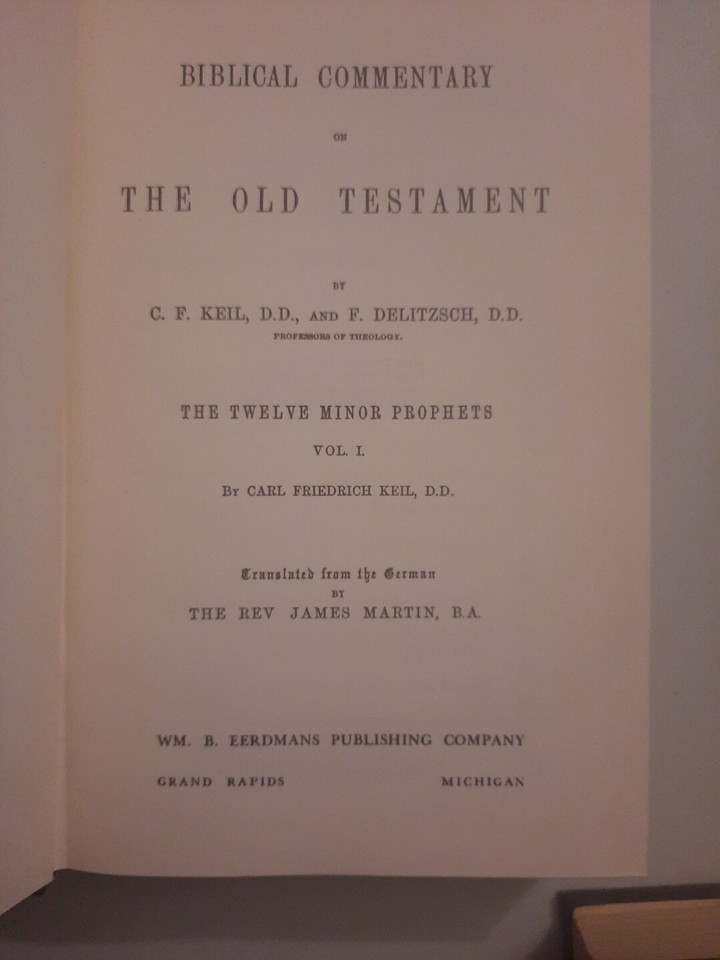 BIBLICAL COMMENTARY
ON
THE OLD TESTAMENT
BY
C. F. KEIL, D.D., AND F. DELITZSCH, D.D.
PROFESSORS OF THEOLOGY.
THE TWELVE MINOR PROPHETS
VOL. I.
By CARL FRIEDRICH KEIL, D.D.
Translated from the German
BY
THE REV JAMES MARTIN, B.A.
WM. B. EERDMANS PUBLISHING COMPANY
GRAND RAPIDS MICHIGAN